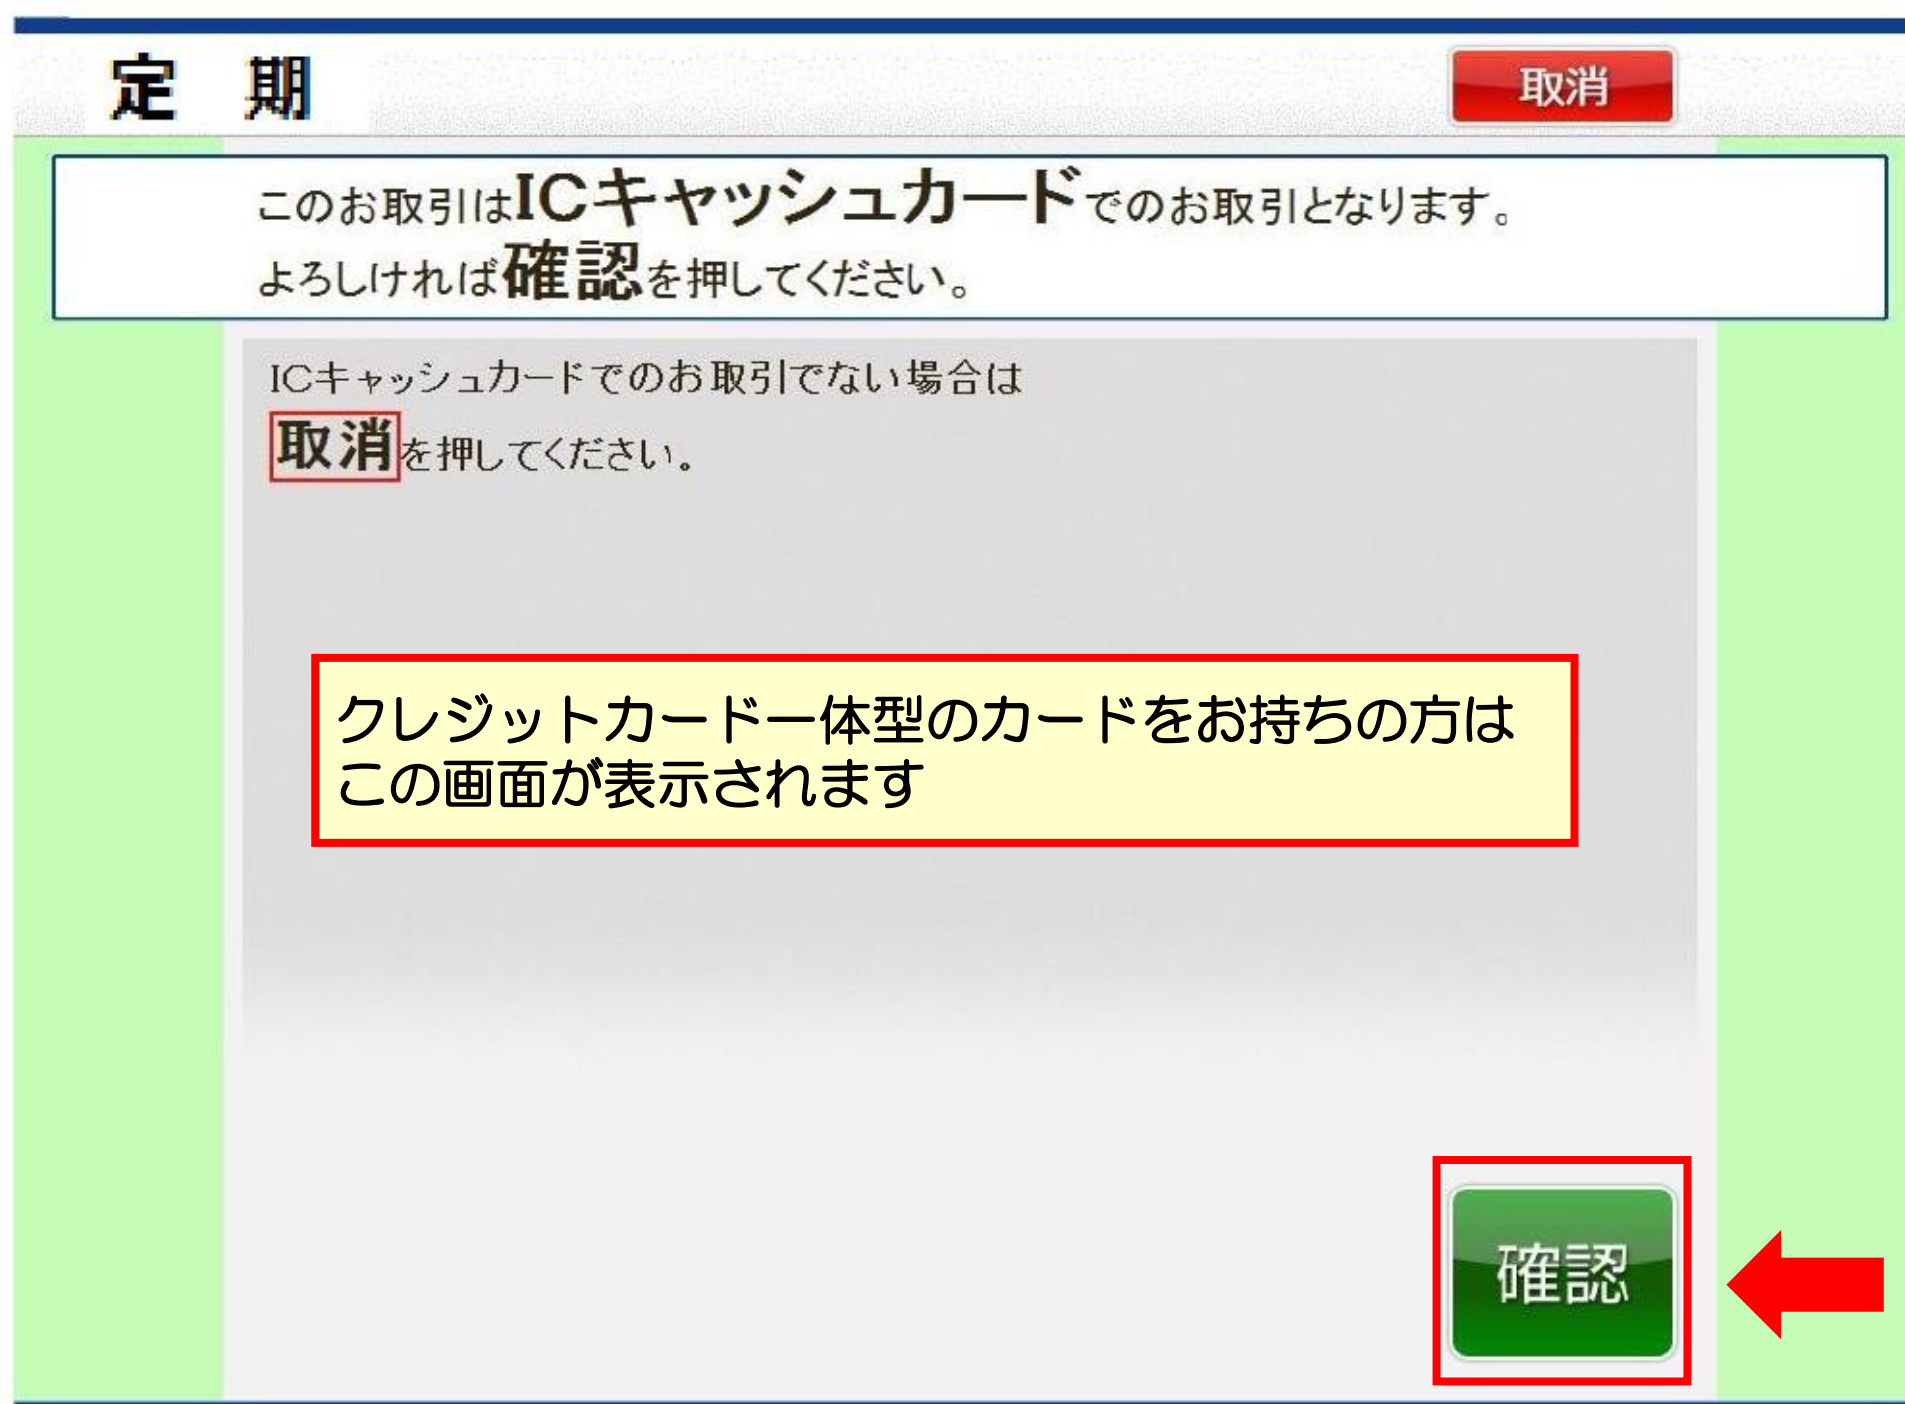 定　期
取消
このお取引はICキャッシュカードでのお取引となります。
よろしければ確認を押してください。
ICキャッシュカードでのお取引でない場合は
取消を押してください。
クレジットカード一体型のカードをお持ちの方は
この画面が表示されます
確認